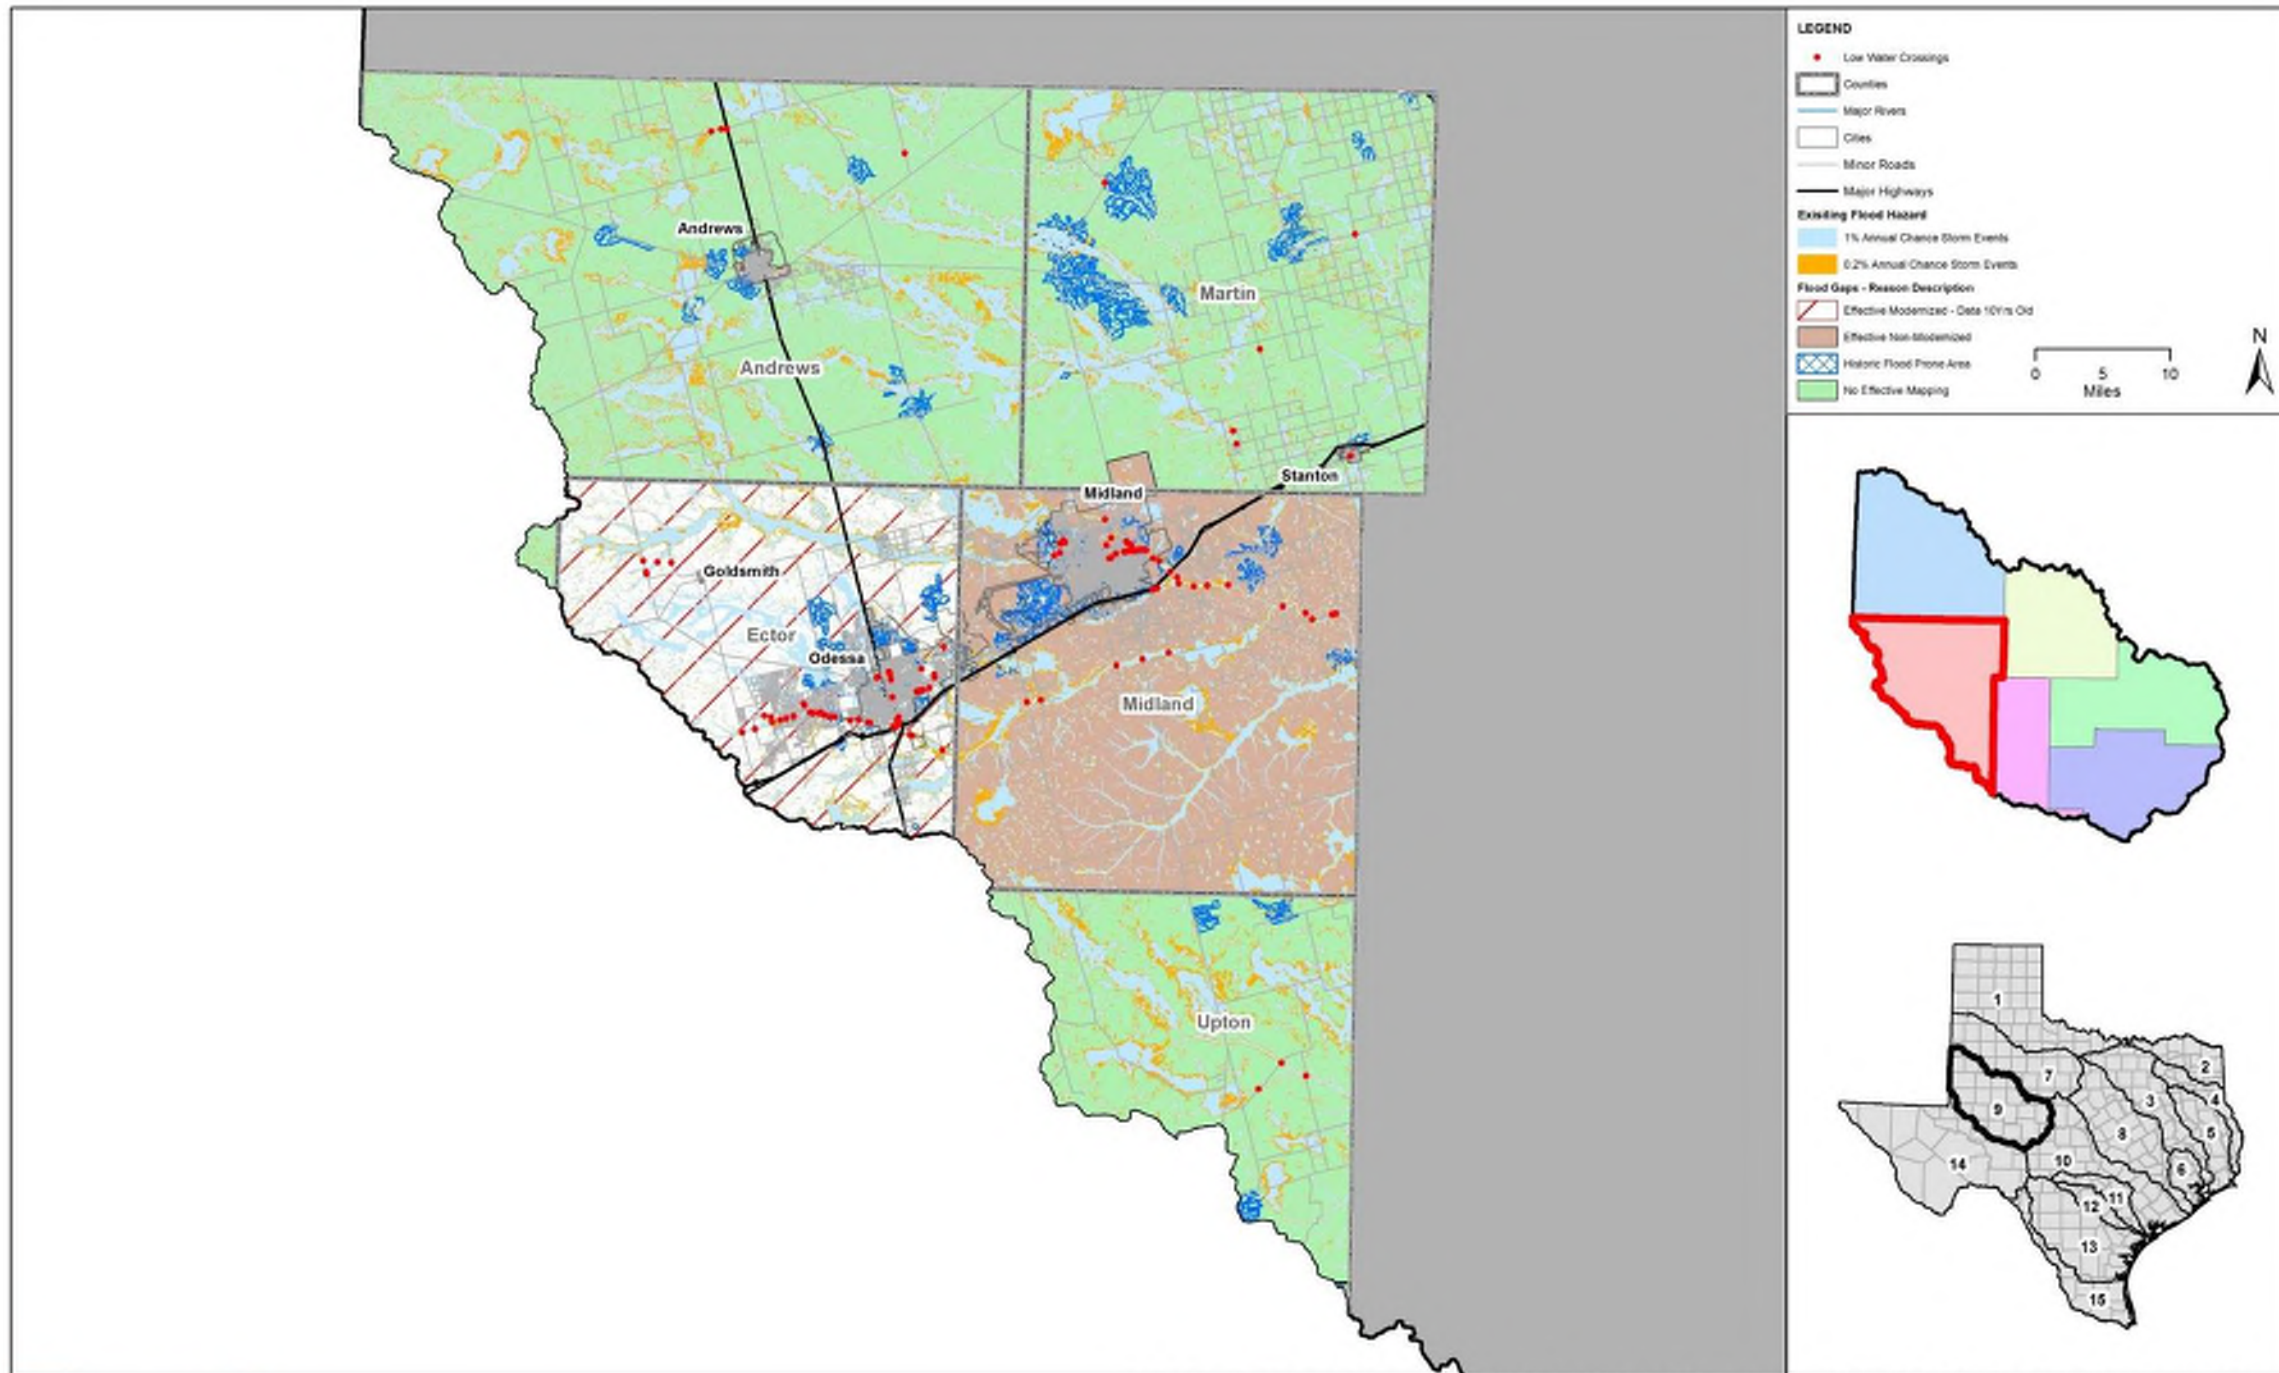 LEGEND
Low Water Crossings
Counties
Major Rivers
Cities
Minor Roads
Major Highways
Exisiting Flood Hazard
1% Annual Chance Storm Events
0.2% Annual Chance Storm Events
Flood Gaps - Reason Description
Effective Modernized - Data 10Yrs Old
Effective Non-Modernized
Historic Flood Prone Area
No Effective Mapping
0 5 10
Miles
N
Andrews
Martin
Andrews
Stanton
Midland
Goldsmith
Ector
Odessa
Midland
Upton
1
2
7
3
4
9
8
5
14
10
6
11
12
13
15